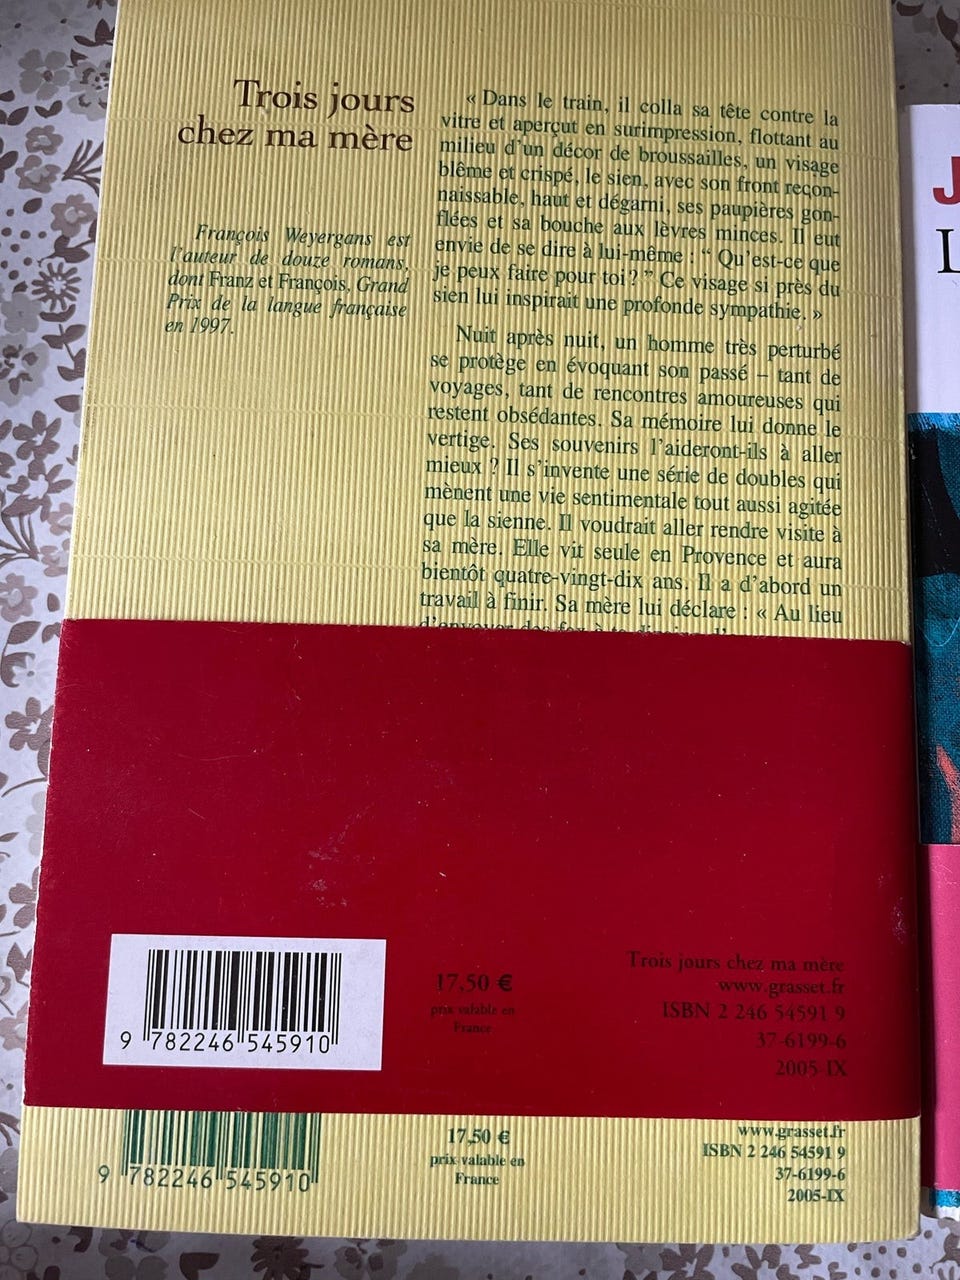 Trois jours
chez ma mère
François Weyergans est
l'auteur de douze romans,
dont Franz et François, Grand
Prix de la langue française
en 1997.
« Dans le train, il colla sa tête contre la
vitre et aperçut en surimpression, flottant au
milieu d'un décor de broussailles, un visage
blême et crispé, le sien, avec son front recon-
naissable, haut et dégarni, ses paupières gon-
flées et sa bouche aux lèvres minces. Il eut
envie de se dire à lui-même : “ Qu'est-ce que
je peux faire pour toi ? ” Ce visage si près du
sien lui inspirait une profonde sympathie. »
Nuit après nuit, un homme très perturbé
se protège en évoquant son passé – tant de
voyages, tant de rencontres amoureuses qui
restent obsédantes. Sa mémoire lui donne le
vertige. Ses souvenirs l'aideront-ils à aller
mieux ? Il s'invente une série de doubles qui
mènent une vie sentimentale tout aussi agitée
que la sienne. Il voudrait aller rendre visite à
sa mère. Elle vit seule en Provence et aura
bientôt quatre-vingt-dix ans. Il a d'abord un
travail à finir. Sa mère lui déclare : « Au lieu
d'envoyer des fax à
9 782246 545910
17,50 €
prix valable en
France
Trois jours chez ma mère
www.grasset.fr
ISBN 2 246 54591 9
37-6199-6
2005-IX
9 782246 545910
17,50 €
prix valable en
France
www.grasset.fr
ISBN 2 246 54591 9
37-6199-6
2005-IX
J
L